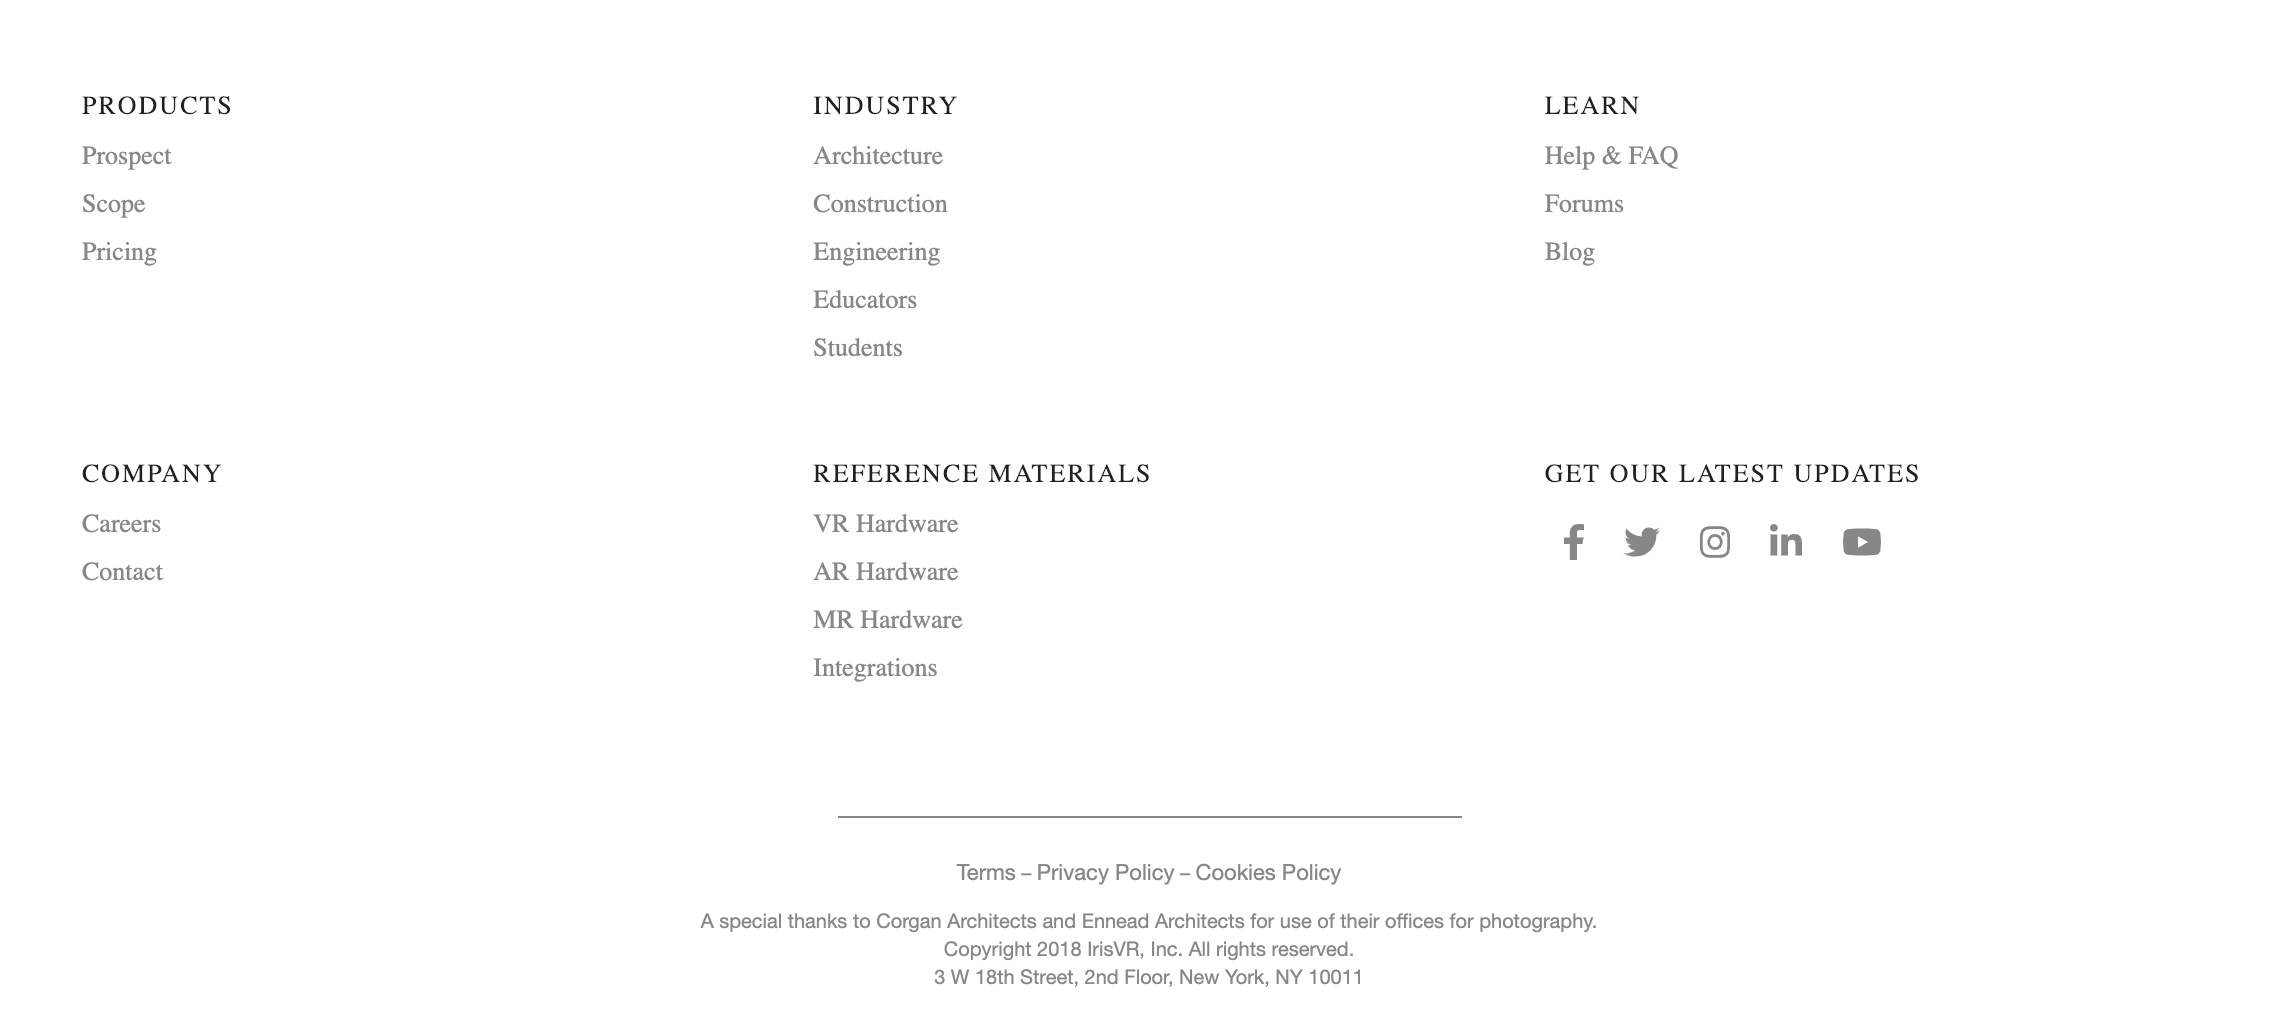 PRODUCTS
Prospect
Scope
Pricing
INDUSTRY
Architecture
Construction
Engineering
Educators
Students
LEARN
Help & FAQ
Forums
Blog
COMPANY
Careers
Contact
REFERENCE MATERIALS
VR Hardware
AR Hardware
MR Hardware
Integrations
GET OUR LATEST UPDATES
Terms – Privacy Policy – Cookies Policy
A special thanks to Corgan Architects and Ennead Architects for use of their offices for photography.
Copyright 2018 IrisVR, Inc. All rights reserved.
3 W 18th Street, 2nd Floor, New York, NY 10011